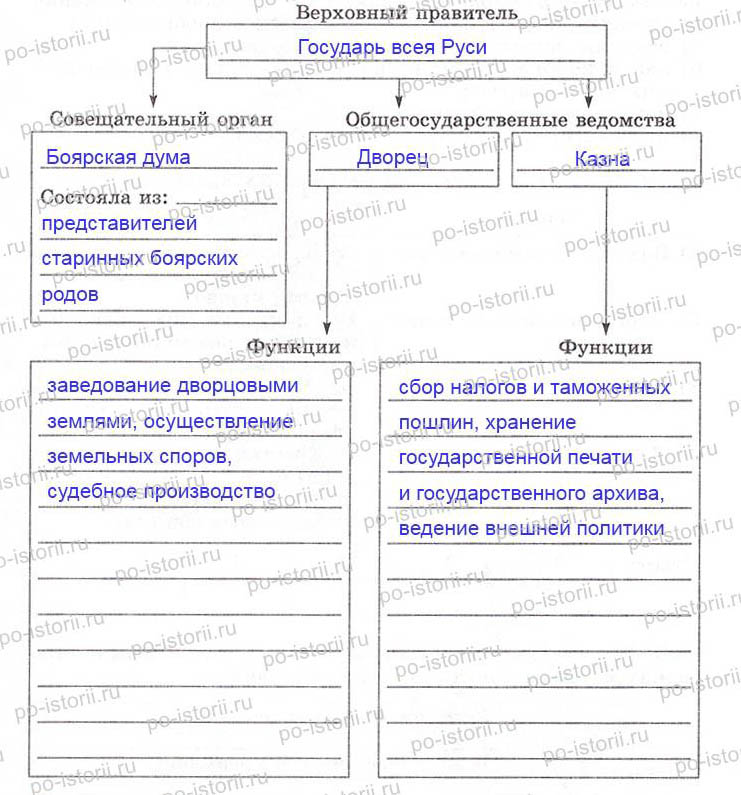 Верховный правитель
Государь всея Руси
Совещательный орган
Боярская дума
Состояла из:
представителей
старинных боярских
родов
Общегосударственные ведомства
Дворец
Казна
Функции
заведование дворцовыми
землями, осуществление
земельных споров,
судебное производство
Функции
сбор налогов и таможенных
пошлин, хранение
государственной печати
и государственного архива,
ведение внешней политики
po-istorii.ru